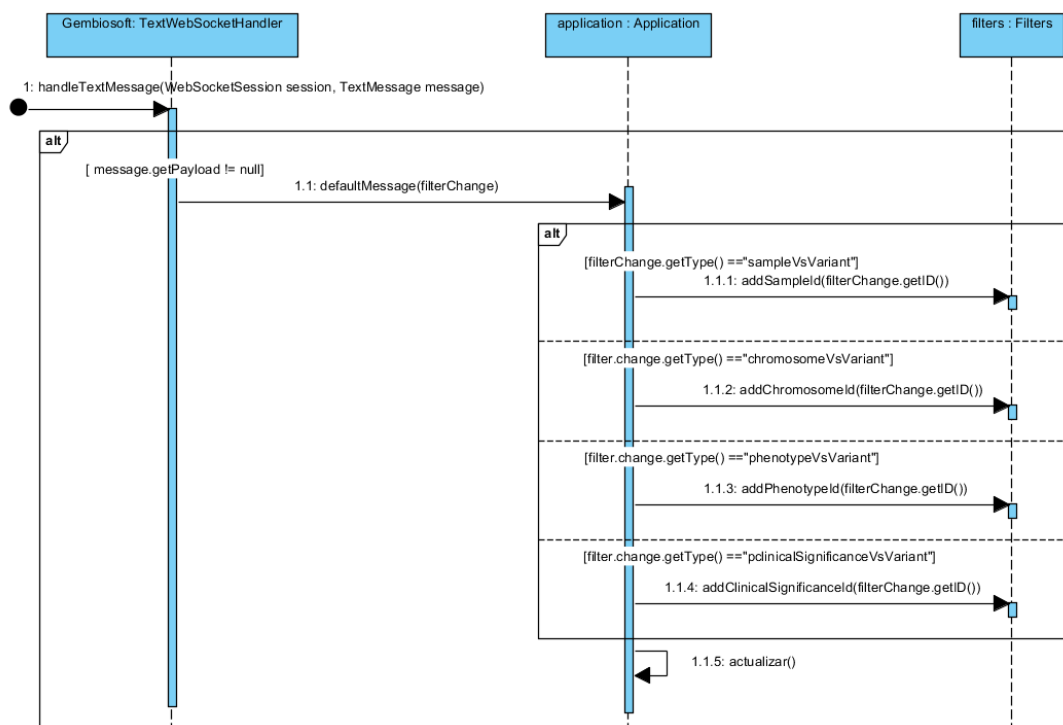 Gembiosoft: TextWebSocketHandler
application : Application
filters : Filters
1: handleTextMessage(WebSocketSession session, TextMessage message)
alt
[ message.getPayload != null]
1.1: defaultMessage(filterChange)
alt
[filterChange.getType() =="sampleVsVariant"]
1.1.1: addSampleId(filterChange.getID())
[filter.change.getType() =="chromosomeVsVariant"]
1.1.2: addChromosomeId(filterChange.getID())
[filter.change.getType() =="phenotypeVsVariant"]
1.1.3: addPhenotypeId(filterChange.getID())
[filter.change.getType() =="pclinicalSignificanceVsVariant"]
1.1.4: addClinicalSignificanceId(filterChange.getID())
1.1.5: actualizar()